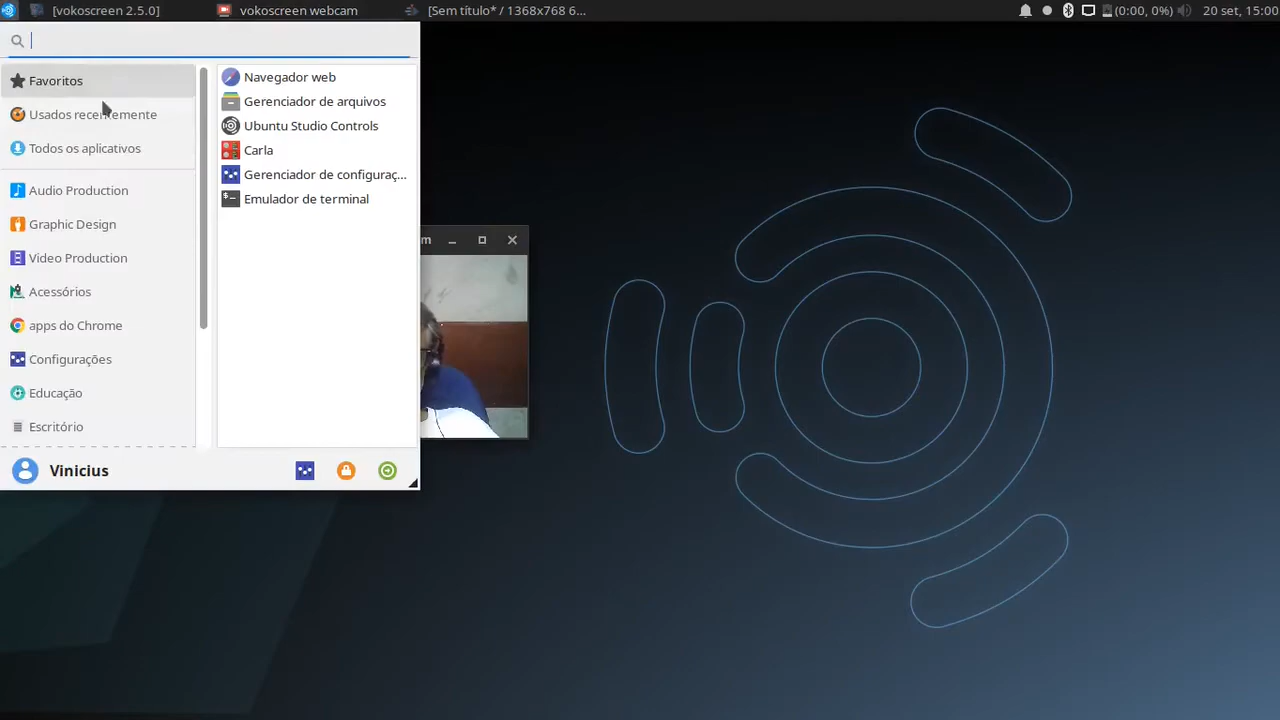 [vokoscreen 2.5.0]
vokoscreen webcam
[Sem título* / 1368x768 6...
(0:00, 0%)
20 set, 15:00
Favoritos
Usados recentemente
Todos os aplicativos
Audio Production
Graphic Design
Video Production
Acessórios
apps do Chrome
Configurações
Educação
Escritório
Navegador web
Gerenciador de arquivos
Ubuntu Studio Controls
Carla
Gerenciador de configuraç...
Emulador de terminal
m
Vinicius